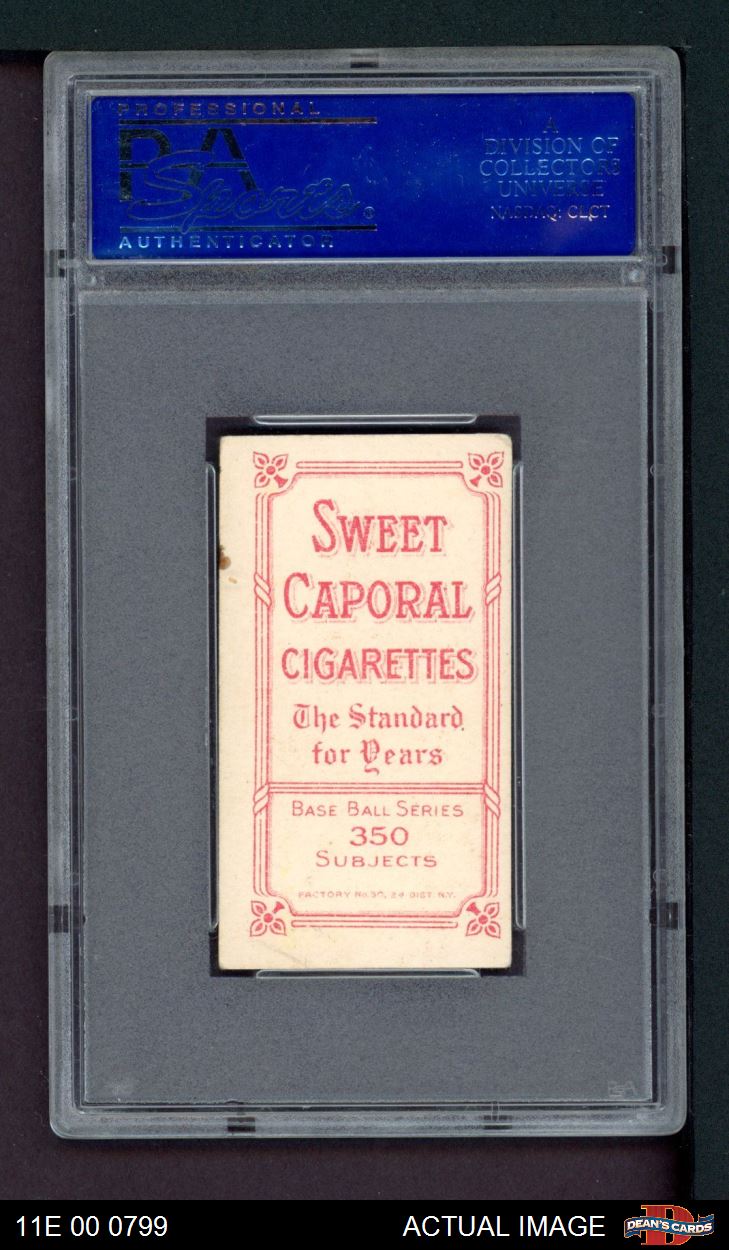 PROFESSIONAL
PSA
Sports®
AUTHENTICATOR
A
DIVISION OF
COLLECTORS
UNIVERSE
NASDAQ: CLCT
SWEET
CAPORAL
CIGARETTES
The Standard
for Years
BASE BALL SERIES
350
SUBJECTS
FACTORY No. 30, 2d DIST. N.Y.
PSA
11E 00 0799
ACTUAL IMAGE
D
DEAN'S CARDS